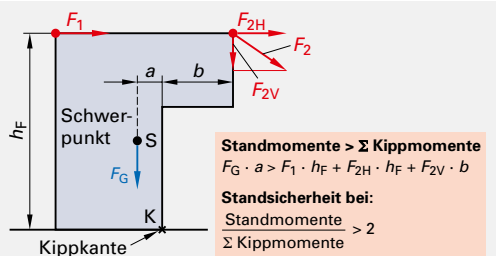 F1
F2H
F2
F2V
a
b
hF
Schwer-
punkt
S
FG
K
Kippkante
Standmomente > Σ Kippmomente
FG · a > F1 · hF + F2H · hF + F2V · b
Standsicherheit bei:
Standmomente
Σ Kippmomente
> 2